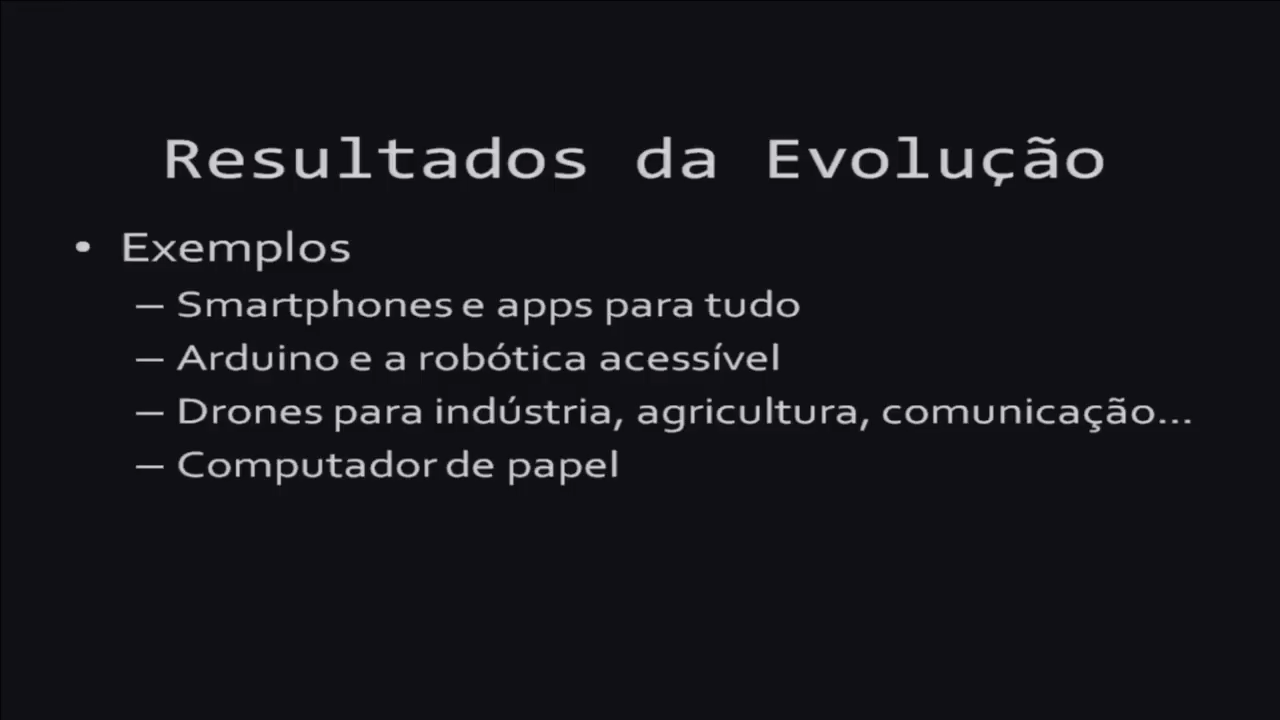 Resultados da Evolução
• Exemplos
– Smartphones e apps para tudo
– Arduino e a robótica acessível
– Drones para indústria, agricultura, comunicação...
– Computador de papel